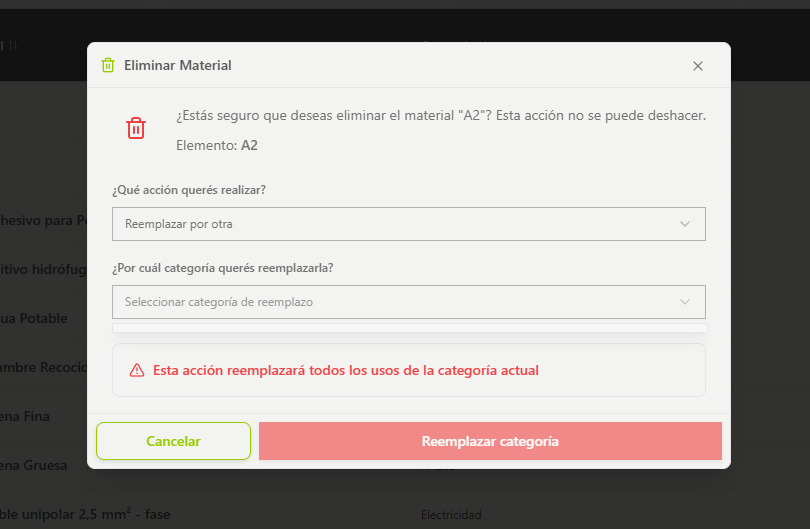 Eliminar Material
¿Estás seguro que deseas eliminar el material "A2"? Esta acción no se puede deshacer.
Elemento: A2
¿Qué acción querés realizar?
Reemplazar por otra
¿Por cuál categoría querés reemplazarla?
Seleccionar categoría de reemplazo
Esta acción reemplazará todos los usos de la categoría actual
Cancelar
Reemplazar categoría
hesivo para
itivo hidrófug
ua Potable
mbre Recocid
ena Fina
ena Gruesa
ble unipolar 2,5 mm² - fase
Electricidad